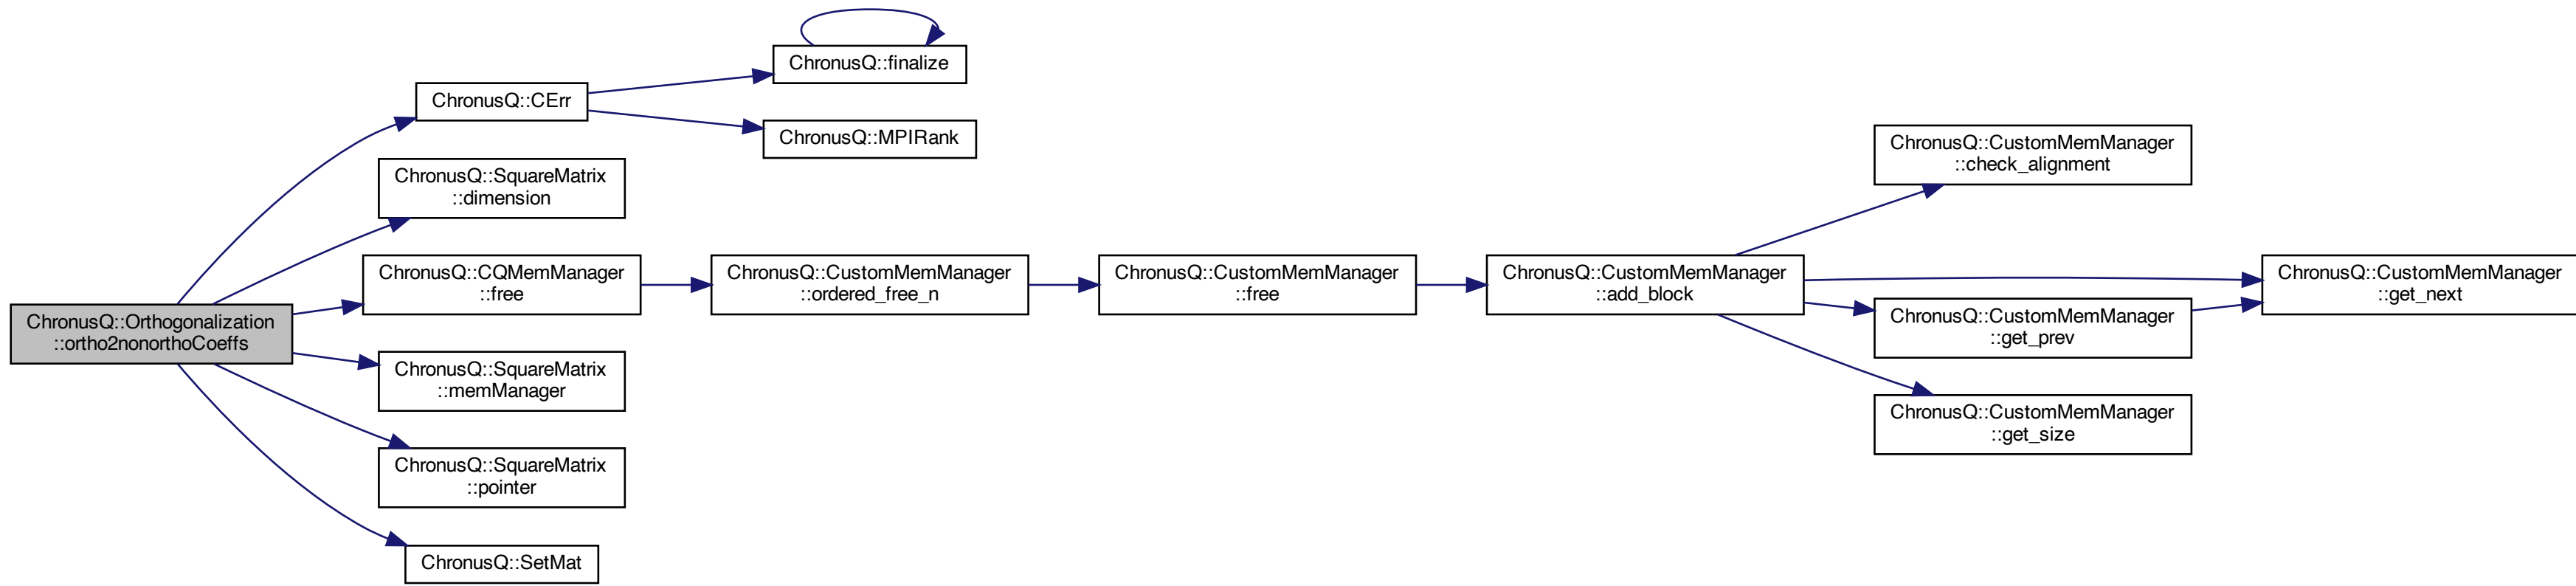 ChronusQ::Orthogonalization
::ortho2nonorthoCoeffs
ChronusQ::CErr
ChronusQ::finalize
ChronusQ::MPIRank
ChronusQ::SquareMatrix
::dimension
ChronusQ::CQMemManager
::free
ChronusQ::CustomMemManager
::ordered_free_n
ChronusQ::CustomMemManager
::free
ChronusQ::CustomMemManager
::add_block
ChronusQ::CustomMemManager
::check_alignment
ChronusQ::CustomMemManager
::get_next
ChronusQ::CustomMemManager
::get_prev
ChronusQ::CustomMemManager
::get_size
ChronusQ::SquareMatrix
::memManager
ChronusQ::SquareMatrix
::pointer
ChronusQ::SetMat